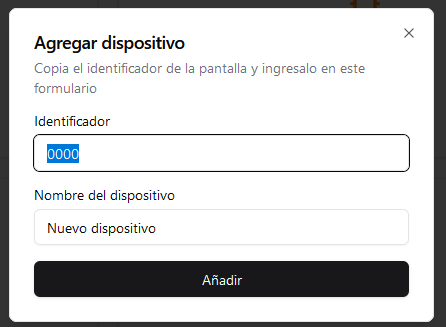 Agregar dispositivo
Copia el identificador de la pantalla y ingresalo en este
formulario
Identificador
0000
Nombre del dispositivo
Nuevo dispositivo
Añadir